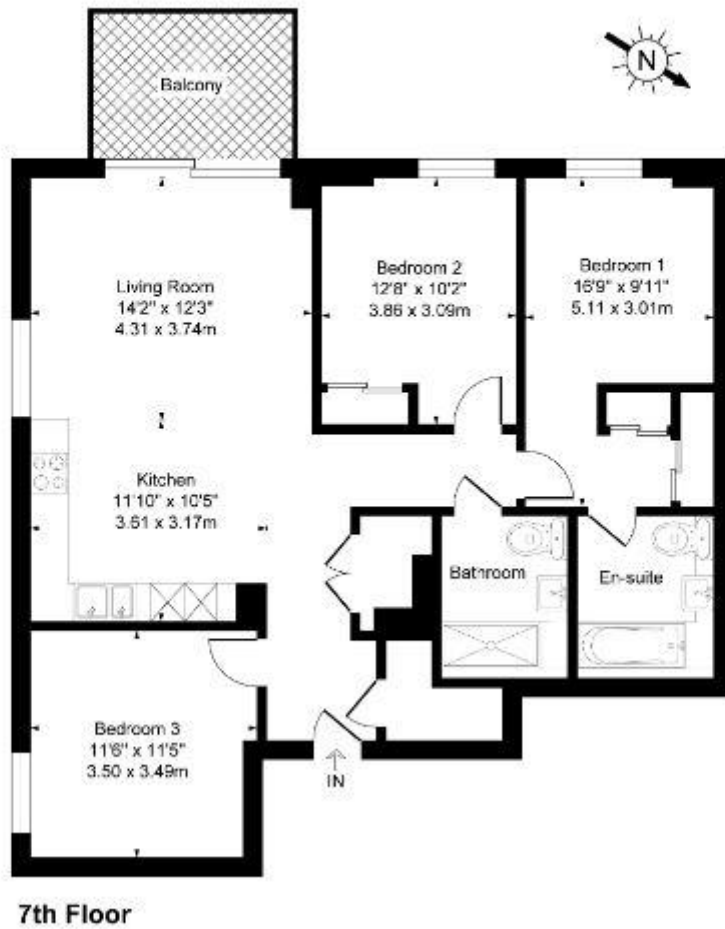 Balcony
N
Living Room
14'2" x 12'3"
4.31 x 3.74m
Bedroom 2
12'8" x 10'2"
3.86 x 3.09m
Bedroom 1
16'9" x 9'11"
5.11 x 3.01m
Kitchen
11'10" x 10'5"
3.61 x 3.17m
Bathroom
En-suite
Bedroom 3
11'6" x 11'5"
3.50 x 3.49m
IN
7th Floor